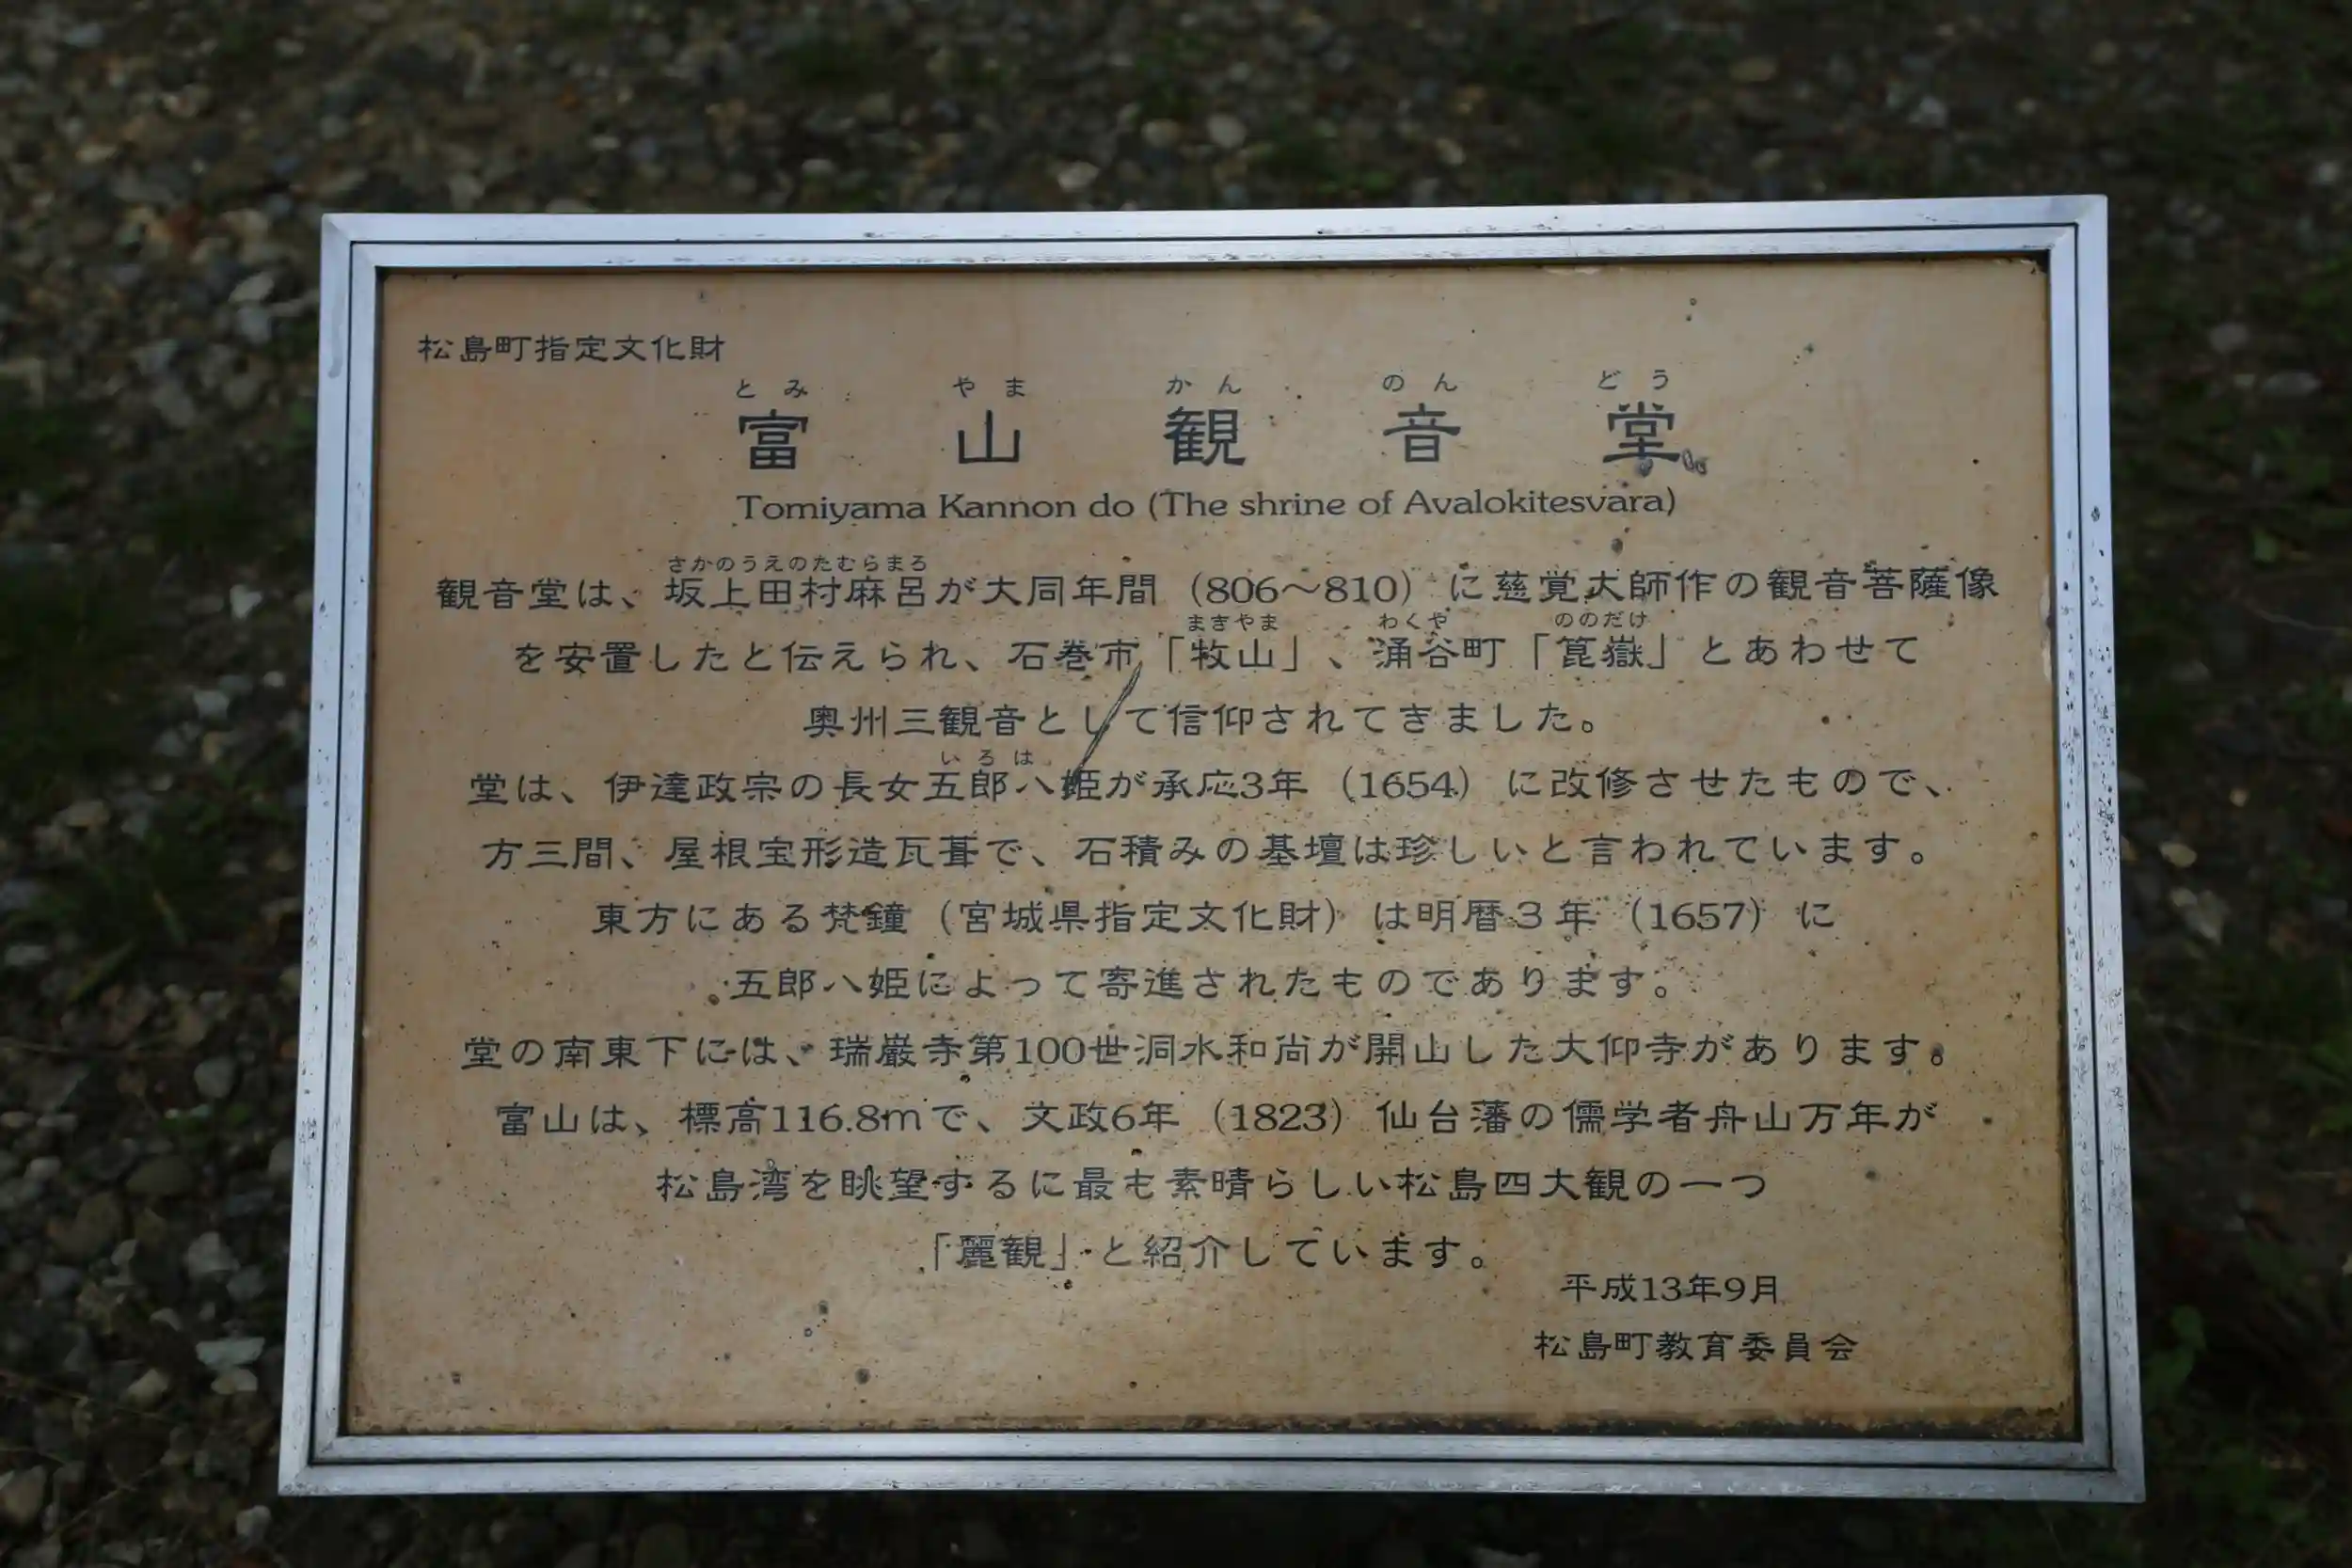 松島町指定文化財
とみ やま かん のん どう
富山観音堂
Tomiyama Kannon do (The shrine of Avalokitesvara)
さかのうえのたむらまろ
観音堂は、坂上田村麻呂が大同年間（806〜810）に慈覚大師作の観音菩薩像
まきやま わくや ののだけ
を安置したと伝えられ、石巻市「牧山」、涌谷町「箟嶽」とあわせて
奥州三観音として信仰されてきました。
いろは
堂は、伊達政宗の長女五郎八姫が承応3年（1654）に改修させたもので、
方三間、屋根宝形造瓦葺で、石積みの基壇は珍しいと言われています。
東方にある梵鐘（宮城県指定文化財）は明暦３年（1657）に
五郎八姫によって寄進されたものであります。
堂の南東下には、瑞巌寺第100世洞水和尚が開山した大仰寺があります。
富山は、標高116.8mで、文政6年（1823）仙台藩の儒学者舟山万年が
松島湾を眺望するに最も素晴らしい松島四大観の一つ
「麗観」と紹介しています。
平成13年9月
松島町教育委員会